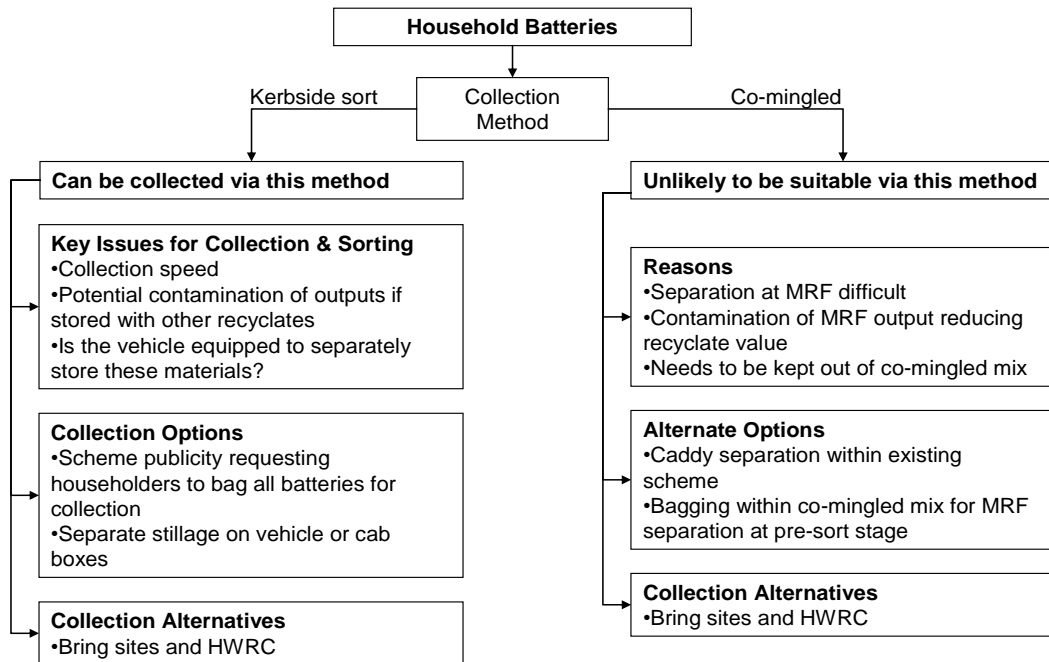 Household Batteries
Kerbside sort
Collection
Method
Co-mingled
Can be collected via this method
Key Issues for Collection & Sorting
•Collection speed
•Potential contamination of outputs if
stored with other recyclates
•Is the vehicle equipped to separately
store these materials?
Collection Options
•Scheme publicity requesting
householders to bag all batteries for
collection
•Separate stillage on vehicle or cab
boxes
Collection Alternatives
•Bring sites and HWRC
Unlikely to be suitable via this method
Reasons
•Separation at MRF difficult
•Contamination of MRF output reducing
recyclate value
•Needs to be kept out of co-mingled mix
Alternate Options
•Caddy separation within existing
scheme
•Bagging within co-mingled mix for MRF
separation at pre-sort stage
Collection Alternatives
•Bring sites and HWRC